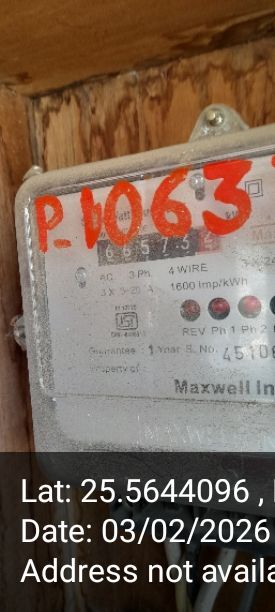 P-1063
66573
AC 3-Ph. 4 WIRE
3 X 5-20 A 1600 Imp/kWh
REV Ph 1 Ph 2
Guarantee : 1 Year S. No. 4510
Property of :
Maxwell In
Lat: 25.5644096 ,
Date: 03/02/2026
Address not availa